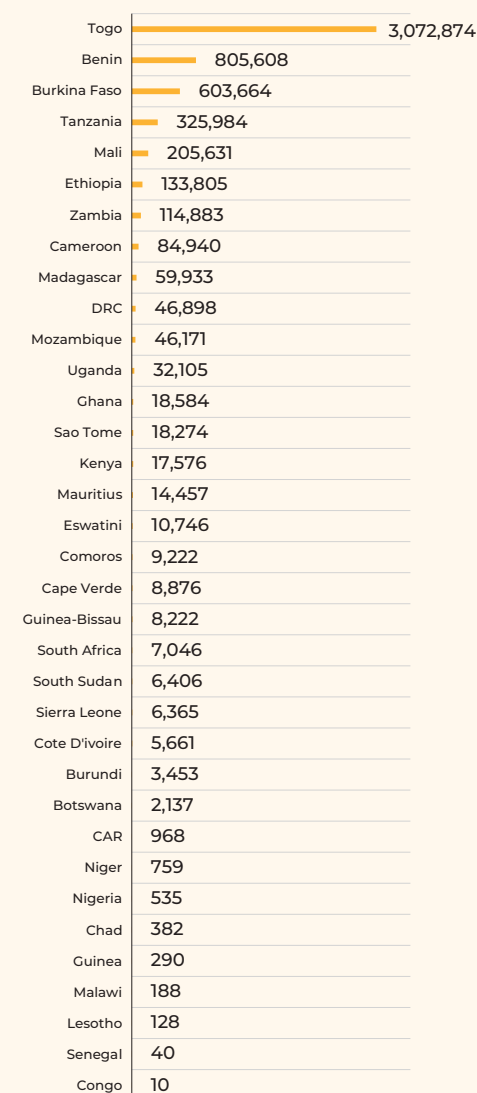 Togo 3,072,874
Benin 805,608
Burkina Faso 603,664
Tanzania 325,984
Mali 205,631
Ethiopia 133,805
Zambia 114,883
Cameroon 84,940
Madagascar 59,933
DRC 46,898
Mozambique 46,171
Uganda 32,105
Ghana 18,584
Sao Tome 18,274
Kenya 17,576
Mauritius 14,457
Eswatini 10,746
Comoros 9,222
Cape Verde 8,876
Guinea-Bissau 8,222
South Africa 7,046
South Sudan 6,406
Sierra Leone 6,365
Cote D'ivoire 5,661
Burundi 3,453
Botswana 2,137
CAR 968
Niger 759
Nigeria 535
Chad 382
Guinea 290
Malawi 188
Lesotho 128
Senegal 40
Congo 10